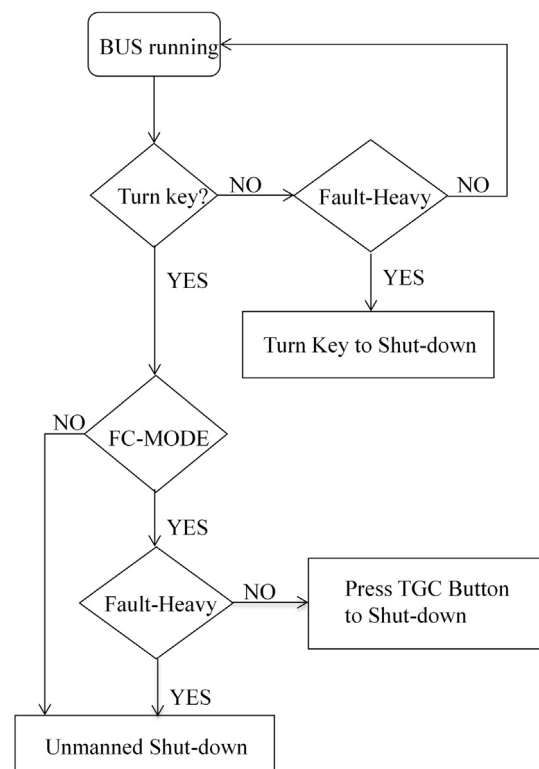 BUS running
Turn key?
NO
Fault-Heavy
NO
YES
YES
Turn Key to Shut-down
NO
FC-MODE
YES
Fault-Heavy
NO
Press TGC Button
to Shut-down
YES
Unmanned Shut-down